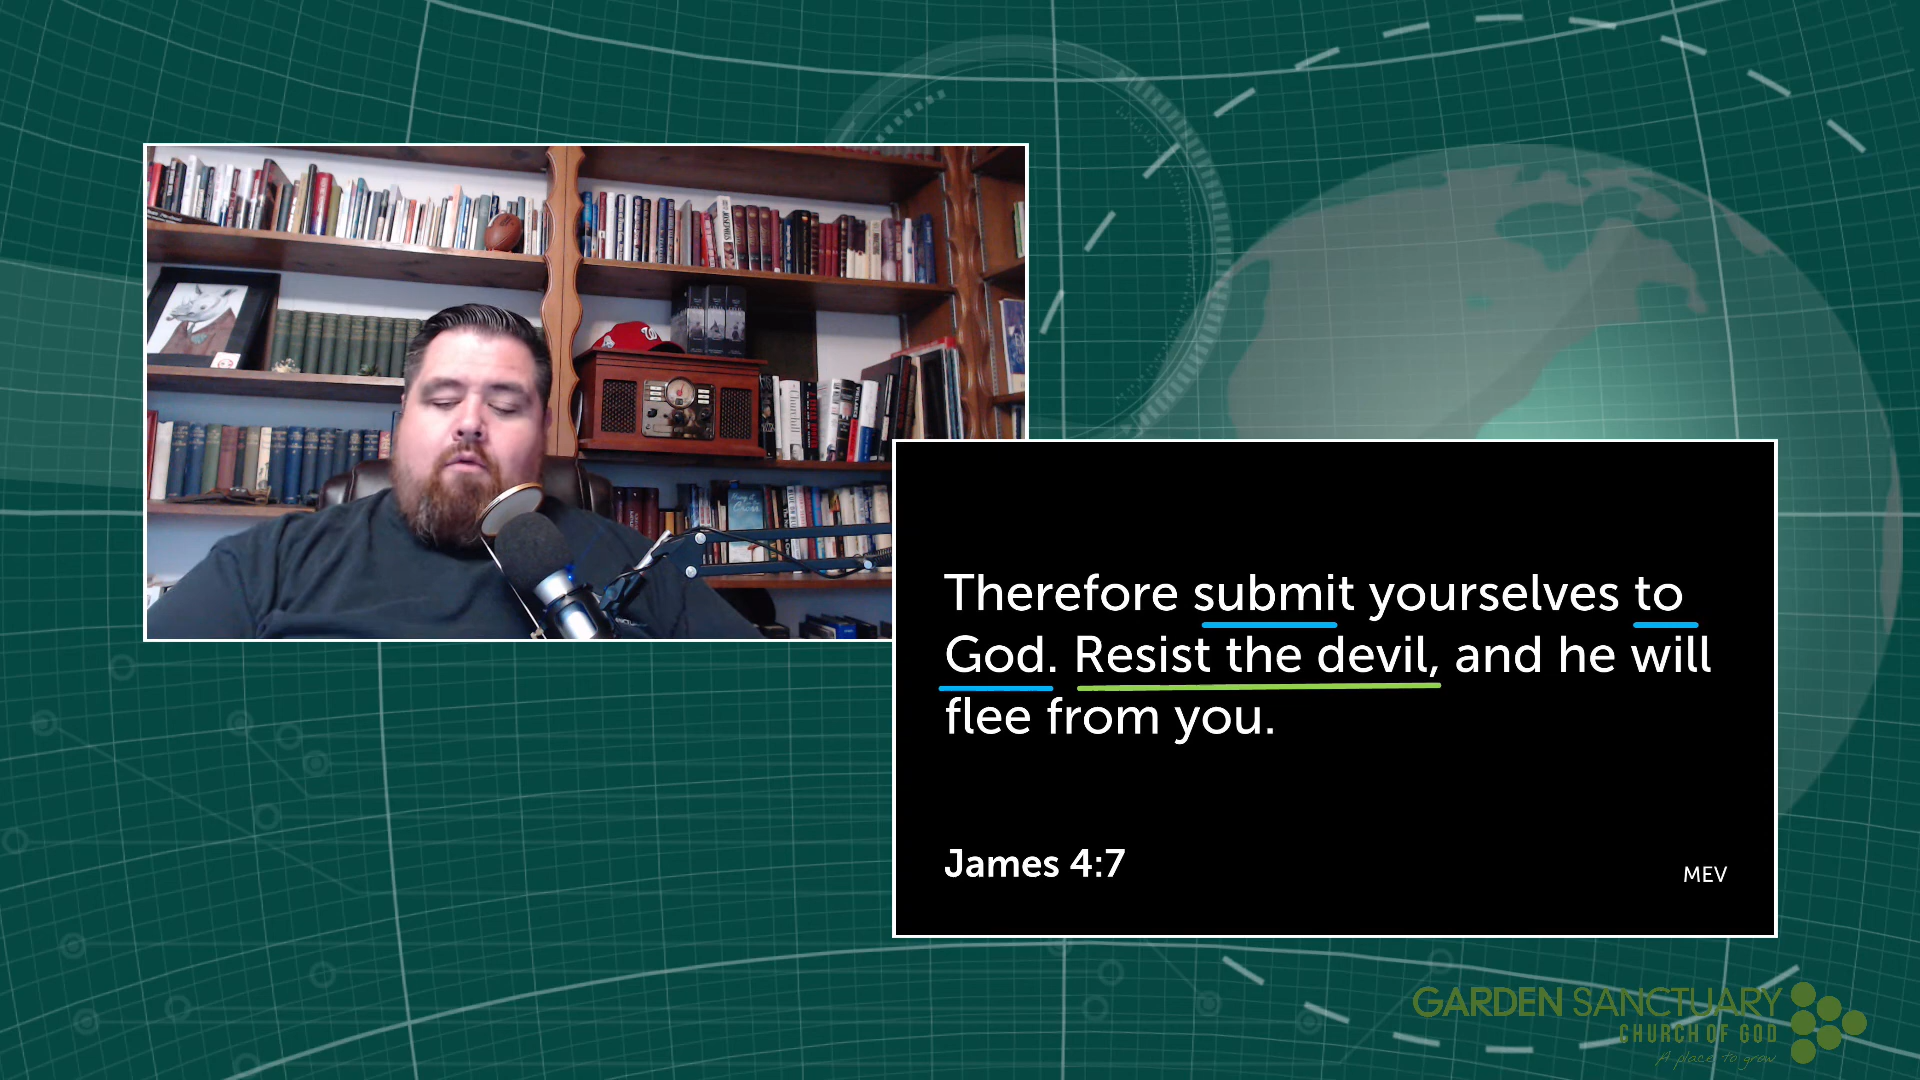 Therefore submit yourselves to
God. Resist the devil, and he will
flee from you.
James 4:7
MEV
GARDEN SANCTUARY
CHURCH OF GOD
A place to grow